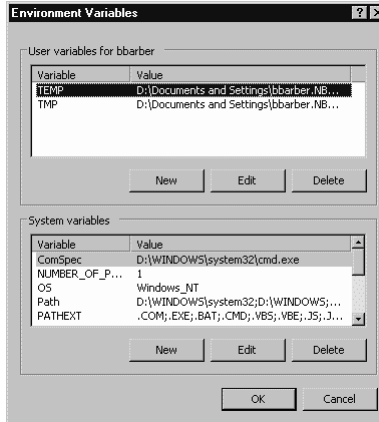 Environment Variables
User variables for bbarber
Variable Value
TEMP D:\Documents and Settings\bbarber.NB...
TMP D:\Documents and Settings\bbarber.NB...
New Edit Delete
System variables
Variable Value
ComSpec D:\WINDOWS\system32\cmd.exe
NUMBER_OF_P... 1
OS Windows_NT
Path D:\WINDOWS\system32;D:\WINDOWS;...
PATHEXT .COM;.EXE;.BAT;.CMD;.VBS;.VBE;.JS;.J...
New Edit Delete
OK Cancel